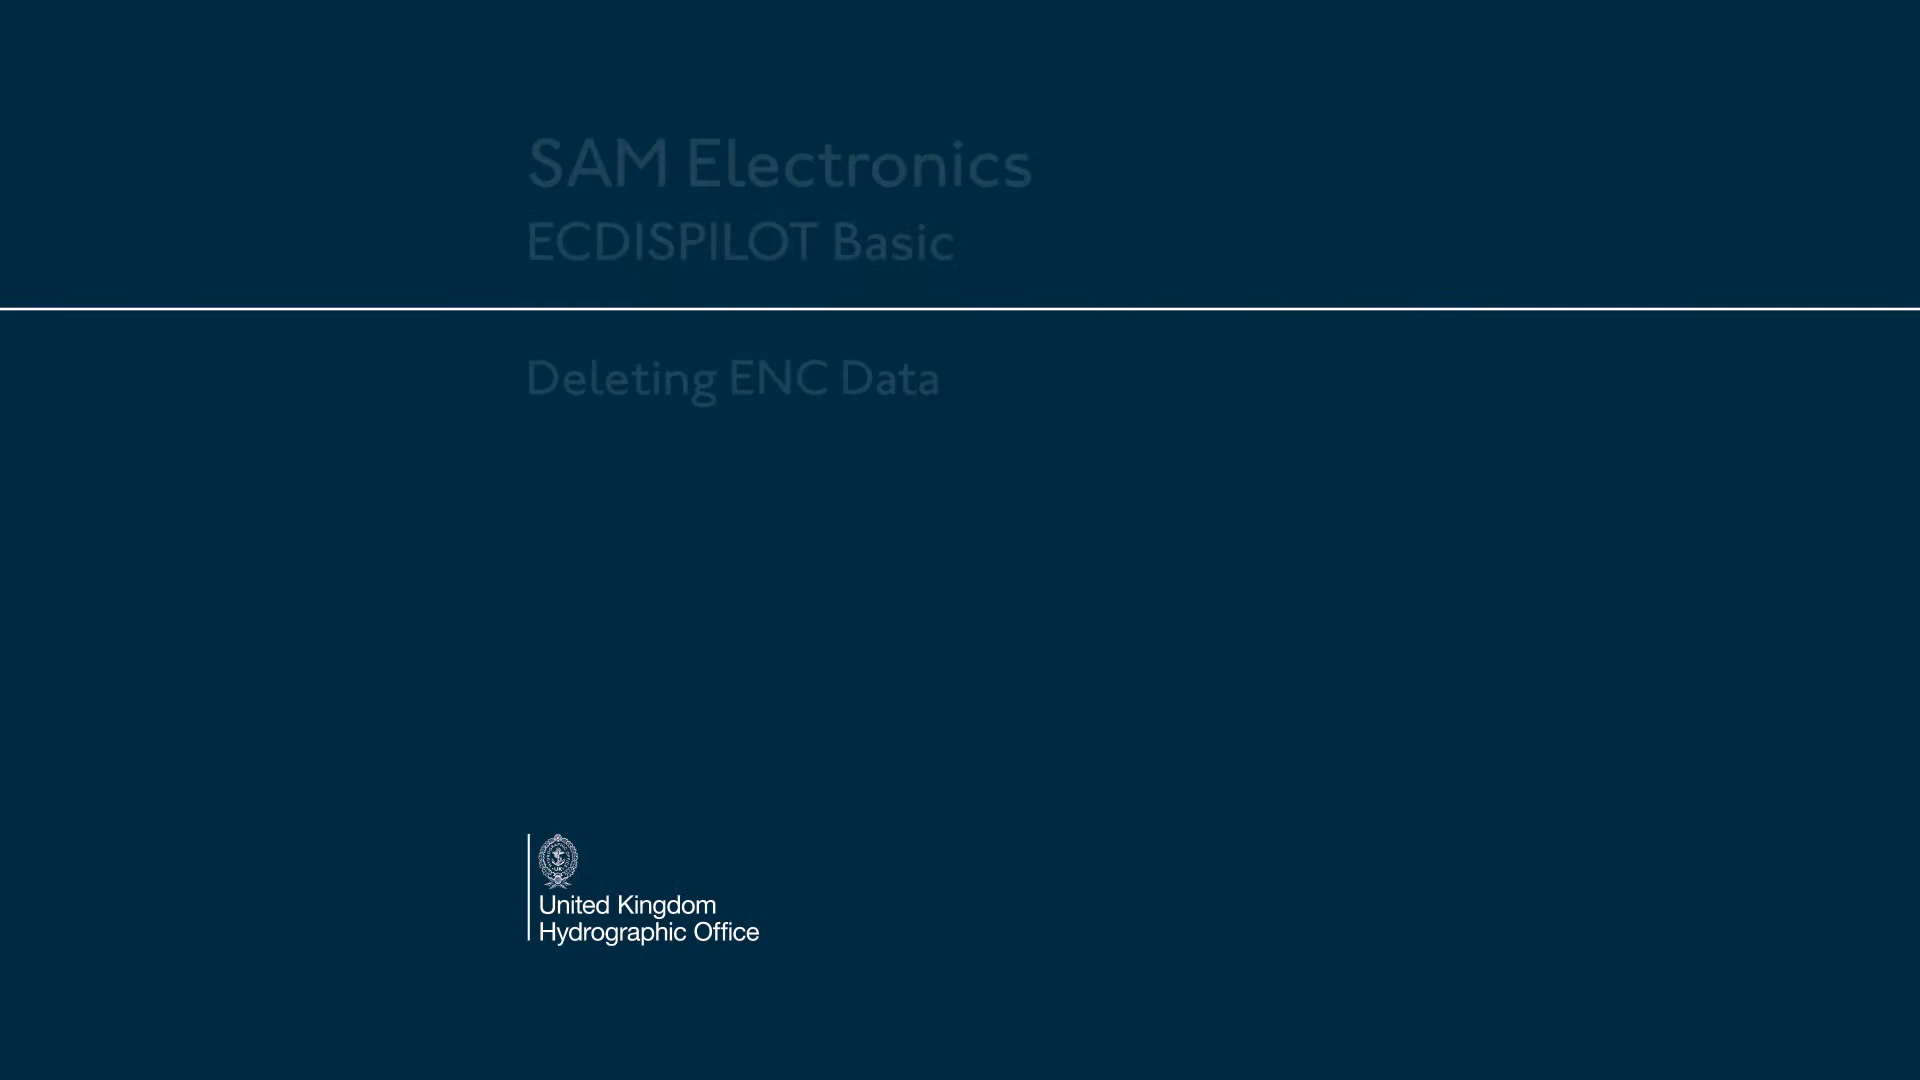 SAM Electronics
ECDISPILOT Basic
Deleting ENC Data
United Kingdom
Hydrographic Office